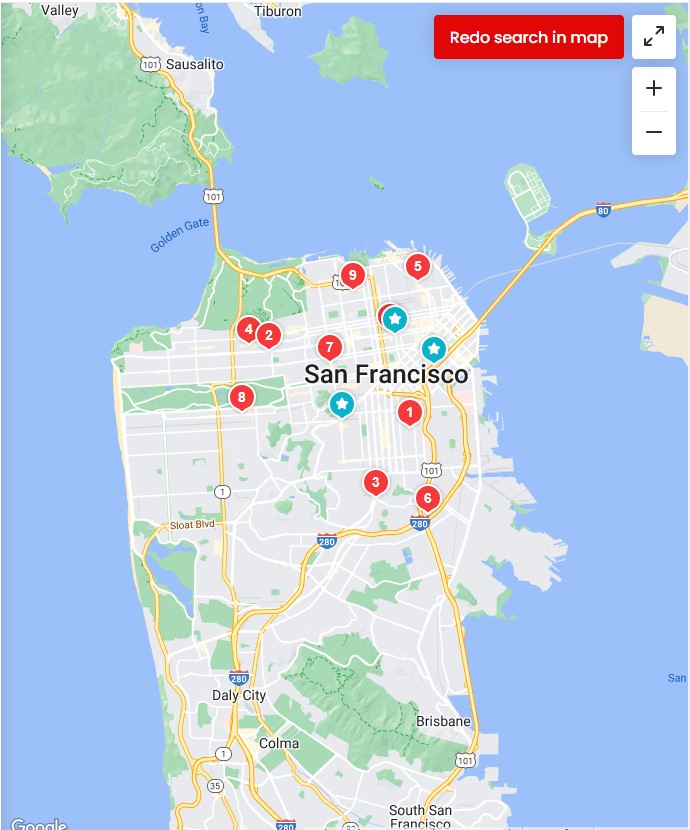 Valley
Tiburon
on Bay
Redo search in map
101
Sausalito
+
−
101
80
Golden Gate
5
9
4
2
7
San Francisco
8
1
101
3
1
6
Sloat Blvd
280
280
280
San
Daly City
Brisbane
Colma
1
101
35
South San
Francisco
280
Google